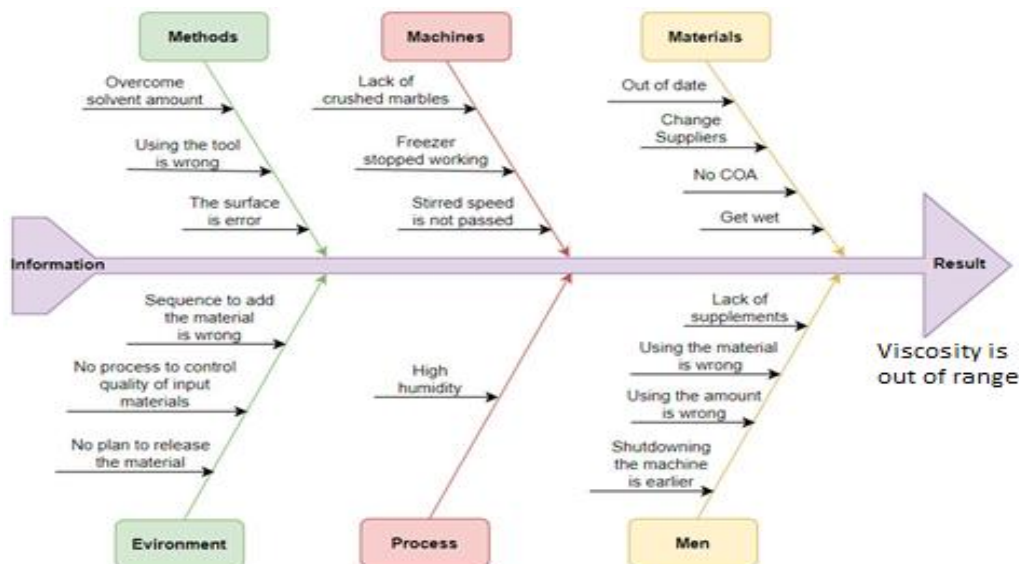 Methods
Machines
Materials
Overcome
solvent amount
Using the tool
is wrong
The surface
is error
Lack of
crushed marbles
Freezer
stopped working
Stirred speed
is not passed
Out of date
Change
Suppliers
No COA
Get wet
Information
Result
Viscosity is
out of range
Sequence to add
the material
is wrong
No process to control
quality of input
materials
No plan to release
the material
High
humidity
Lack of
supplements
Using the material
is wrong
Using the amount
is wrong
Shutdowning
the machine
is earlier
Evironment
Process
Men